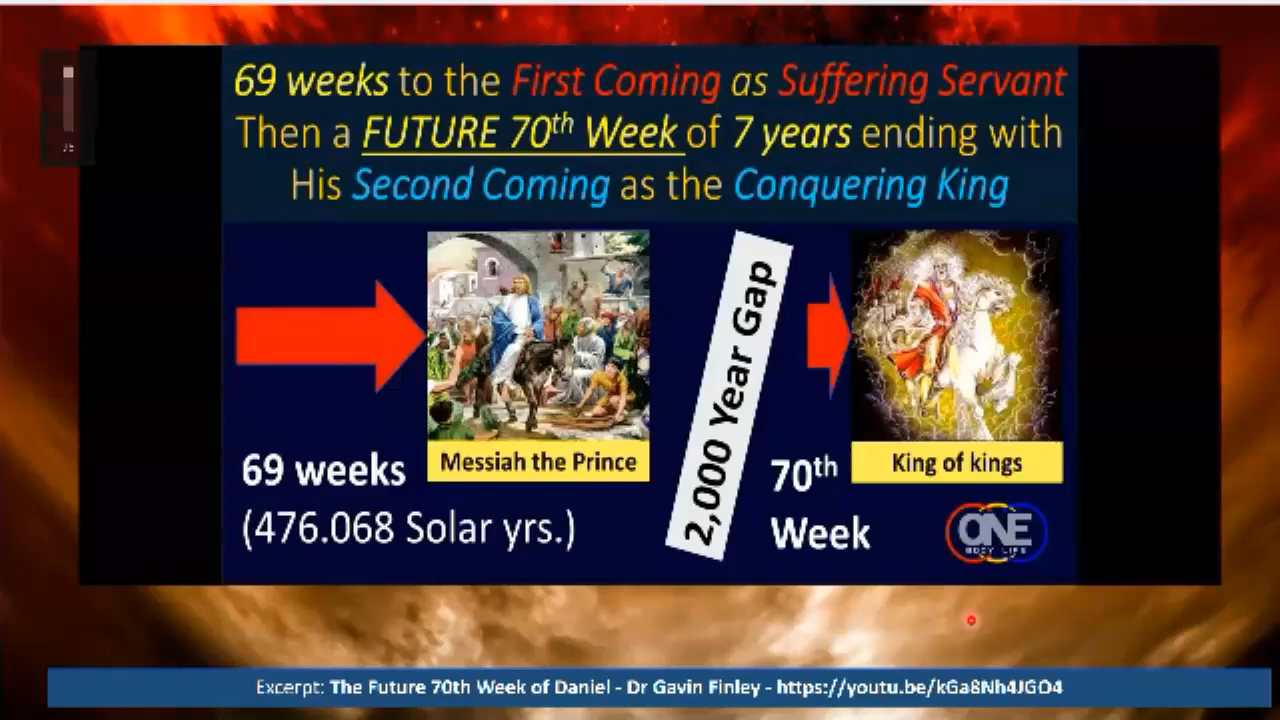 69 weeks to the First Coming as Suffering Servant
Then a FUTURE 70th Week of 7 years ending with
His Second Coming as the Conquering King
2,000 Year Gap
Messiah the Prince
King of kings
69 weeks
(476.068 Solar yrs.)
70th
Week
ONE
BODY LIFE
Excerpt: The Future 70th Week of Daniel - Dr Gavin Finley - https://youtu.be/kGa8Nh4JGO4